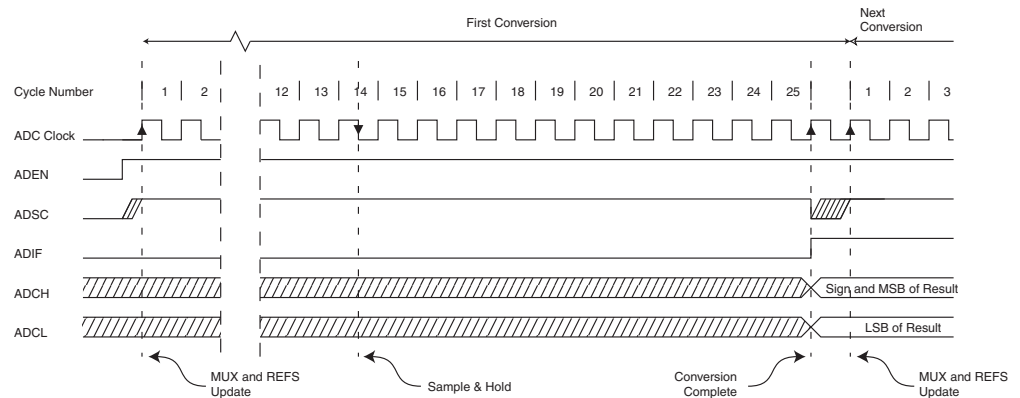 First Conversion
Next
Conversion
Cycle Number 1 2 12 13 14 15 16 17 18 19 20 21 22 23 24 25 1 2 3
ADC Clock
ADEN
ADSC
ADIF
ADCH Sign and MSB of Result
ADCL LSB of Result
MUX and REFS
Update
Sample & Hold
Conversion
Complete
MUX and REFS
Update